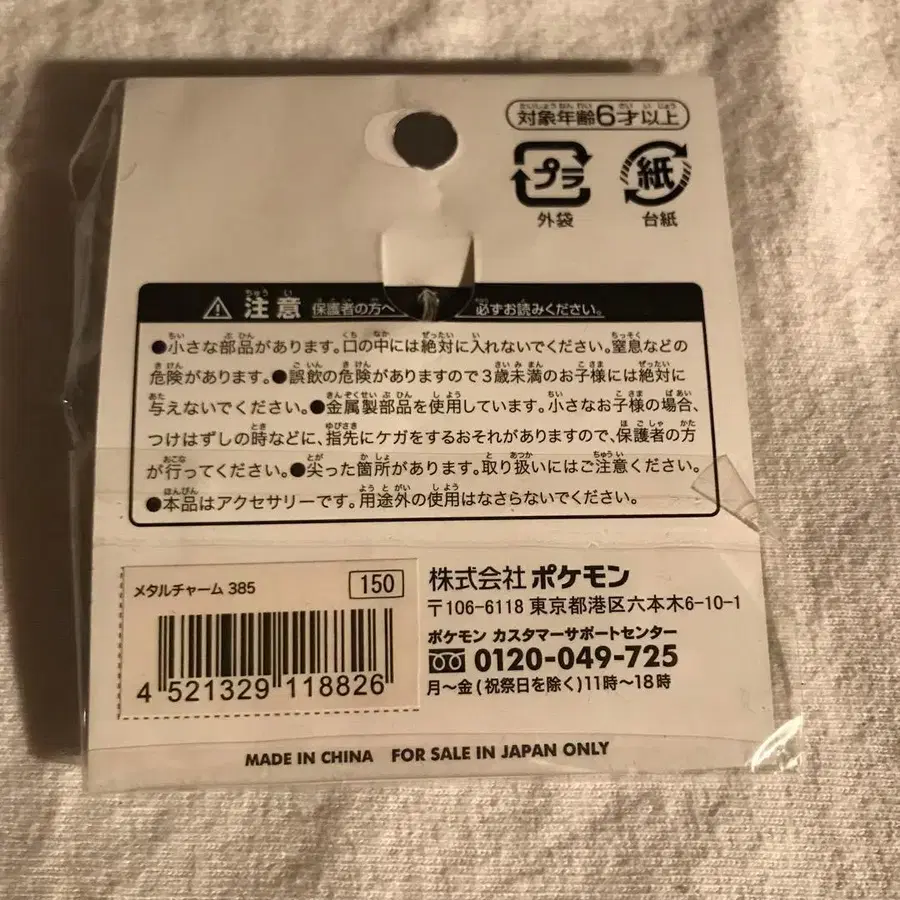 対象年齢6才以上
プラ
紙
外袋
台紙
注意 保護者の方へ 必ずお読みください。
●小さな部品があります。口の中には絶対に入れないでください。窒息などの
危険があります。●誤飲の危険がありますので3歳未満のお子様には絶対に
与えないでください。●金属製部品を使用しています。小さなお子様の場合、
つけはずしの時などに、指先にケガをするおそれがありますので、保護者の方
が行ってください。●尖った箇所があります。取り扱いにはご注意ください。
●本品はアクセサリーです。用途外の使用はなさらないでください。
メタルチャーム 385
150
4 521329 118826
株式会社 ポケモン
〒106-6118 東京都港区六本木6-10-1
ポケモン カスタマーサポートセンター
0120-049-725
月〜金(祝祭日を除く)11時〜18時
MADE IN CHINA FOR SALE IN JAPAN ONLY